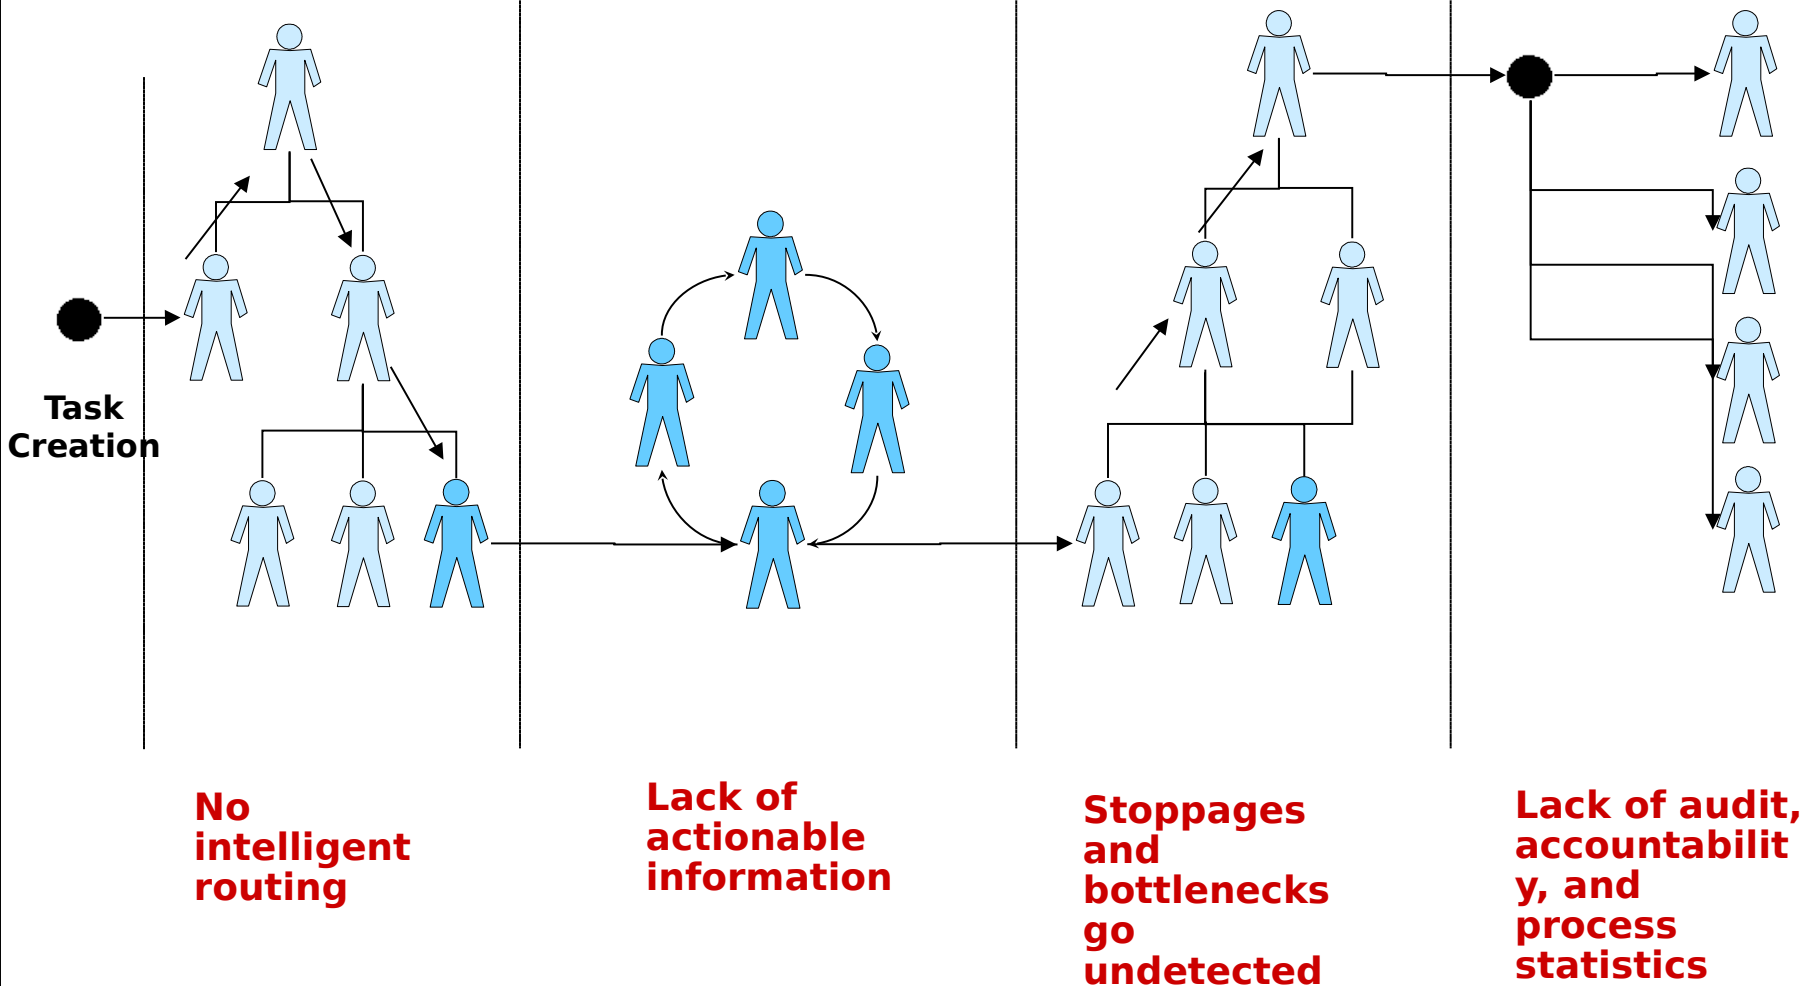 Task
Creation
No
intelligent
routing
Lack of
actionable
information
Stoppages
and
bottlenecks
go
undetected
Lack of audit,
accountabilit
y, and
process
statistics